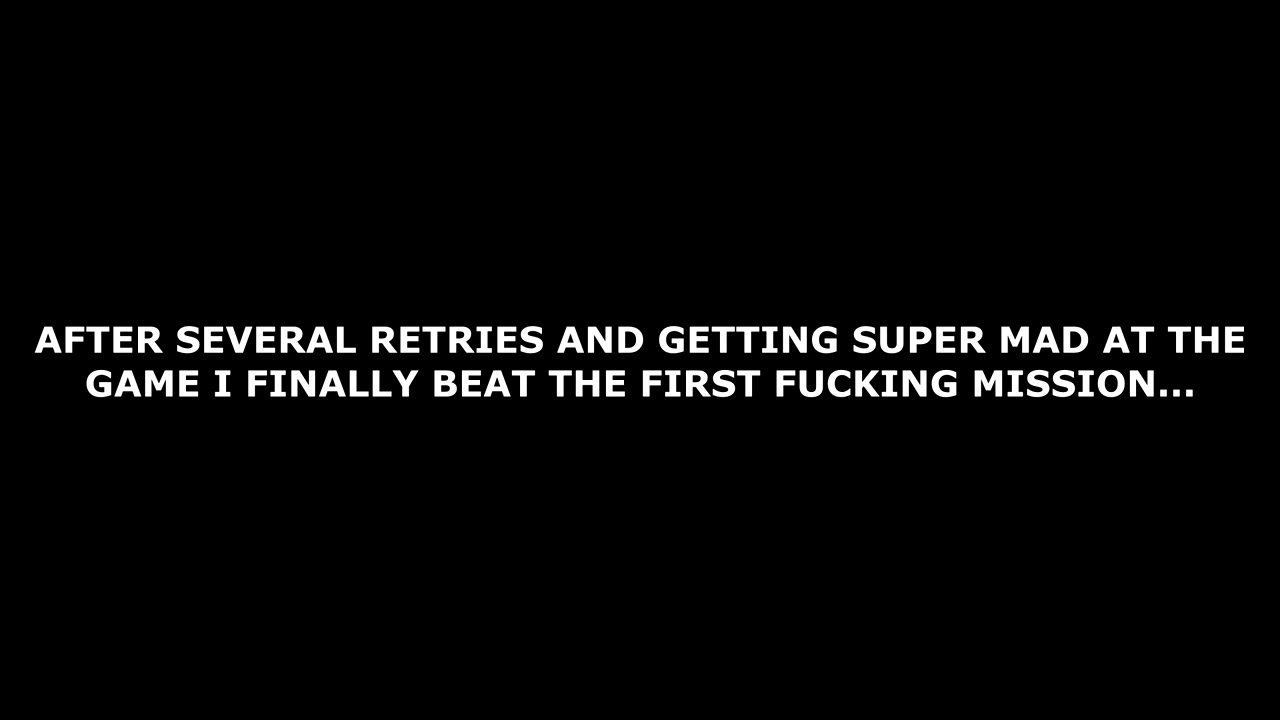 AFTER SEVERAL RETRIES AND GETTING SUPER MAD AT THE
GAME I FINALLY BEAT THE FIRST FUCKING MISSION...